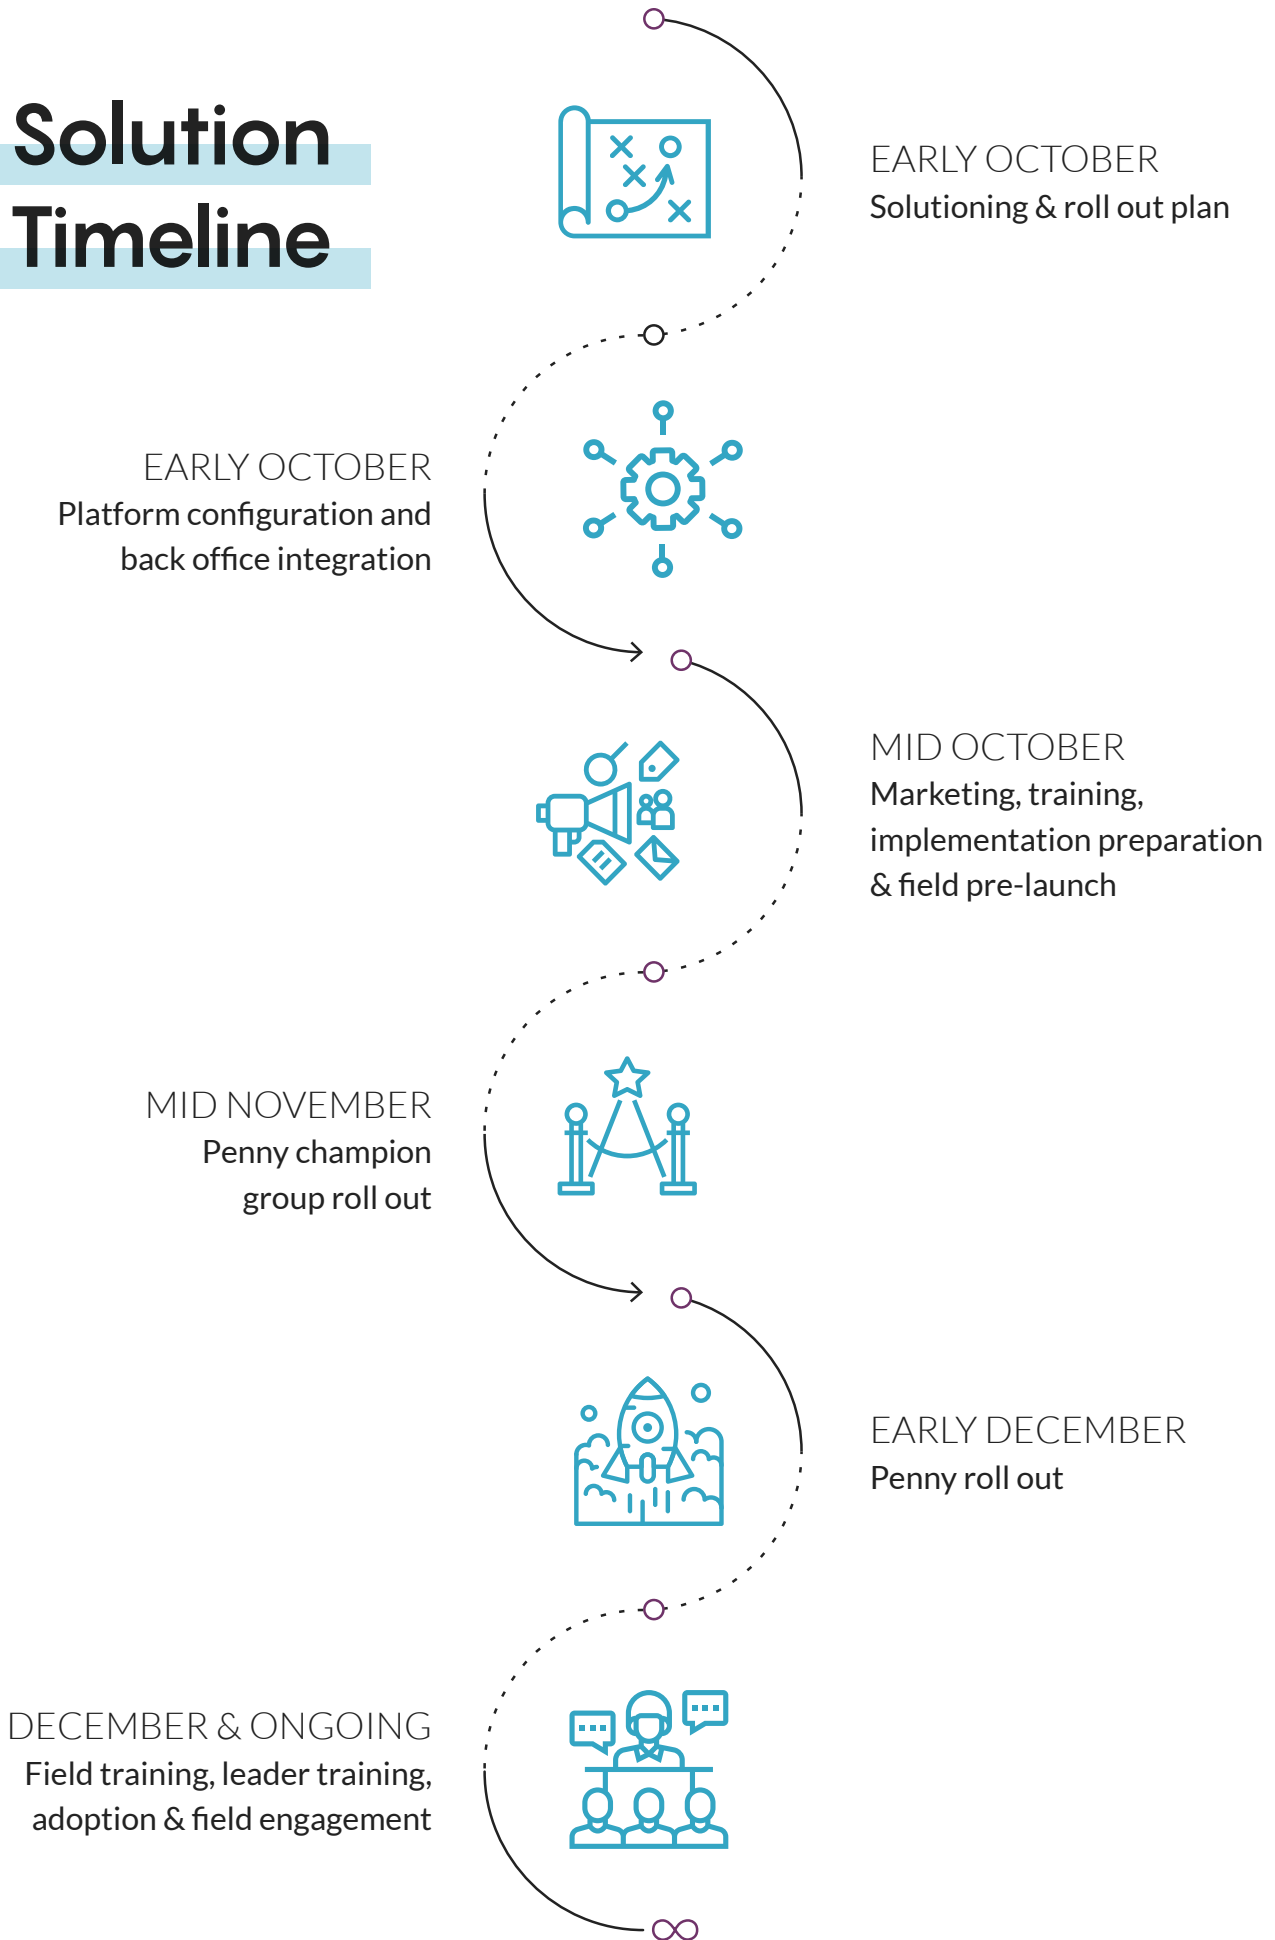 Solution
Timeline
EARLY OCTOBER
Solutioning & roll out plan
EARLY OCTOBER
Platform configuration and
back office integration
MID OCTOBER
Marketing, training,
implementation preparation
& field pre-launch
MID NOVEMBER
Penny champion
group roll out
EARLY DECEMBER
Penny roll out
DECEMBER & ONGOING
Field training, leader training,
adoption & field engagement